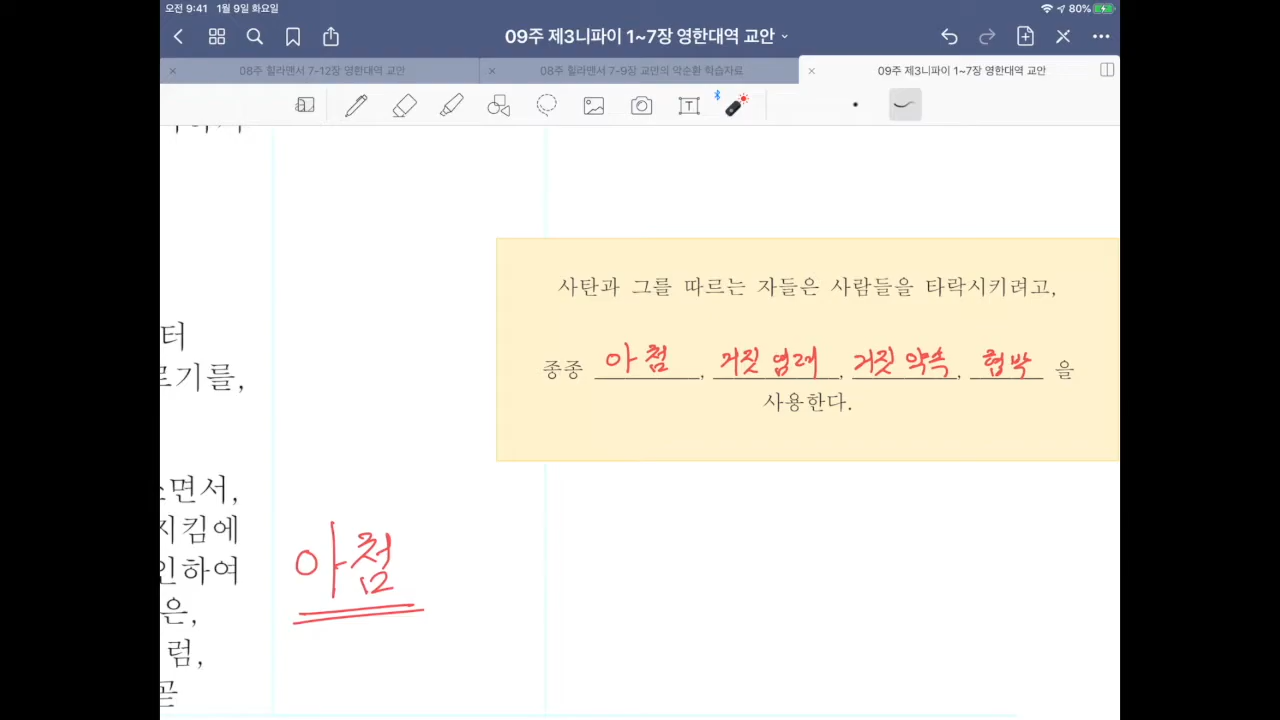 오전 9:41 1월 9일 화요일
80%
09주 제3니파이 1~7장 영한대역 교안
08주 힐라맨서 7-12장 영한대역 교안
08주 힐라맨서 7-9장 교만의 악순환 학습자료
09주 제3니파이 1~7장 영한대역 교안
사탄과 그를 따르는 자들은 사람들을 타락시키려고,
종종 아첨, 거짓 염려, 거짓 약속, 협박 을
사용한다.
터
르기를,
면서,
지킴에
인하여
은,
럼,
곧
아첨